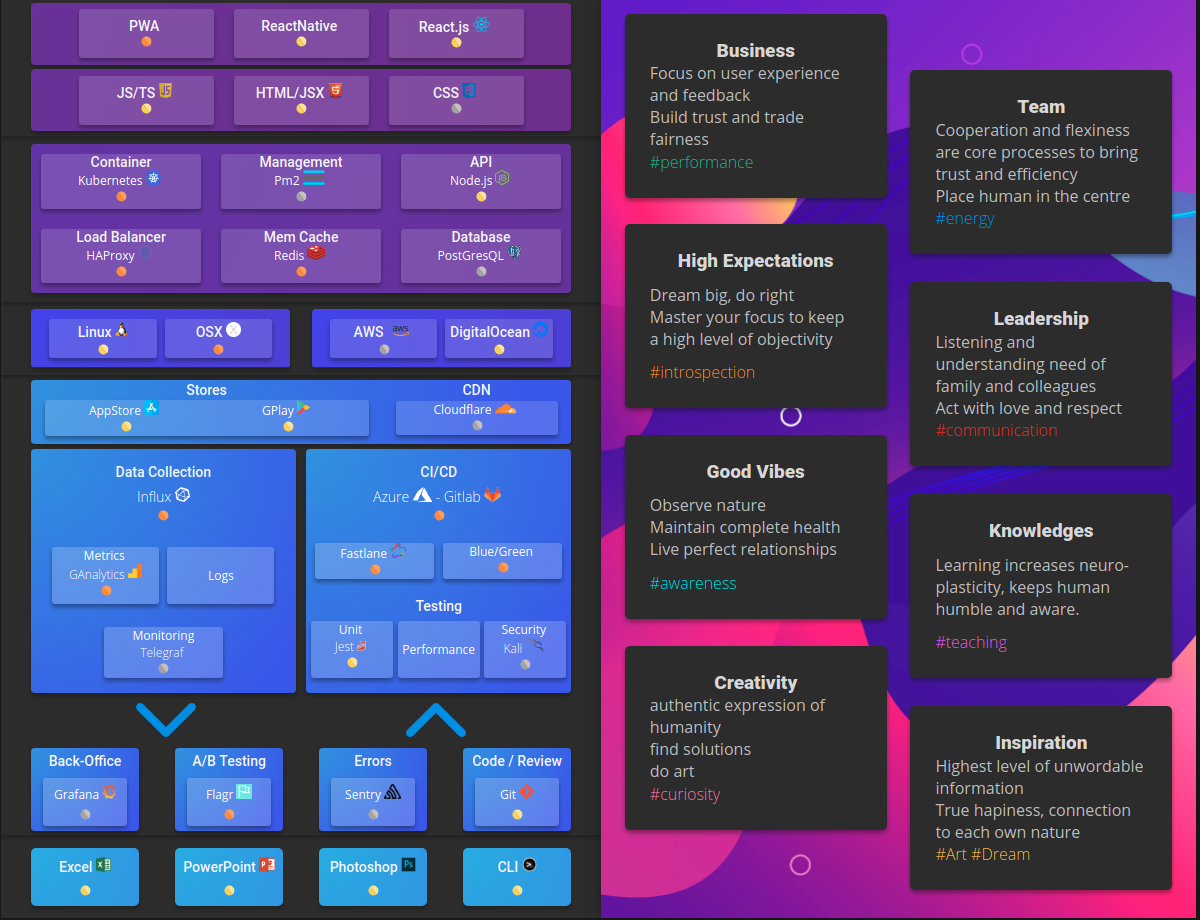 PWA
ReactNative
React.js
JS/TS
HTML/JSX
CSS
Container
Kubernetes
Management
Pm2
API
Node.js
Load Balancer
HAProxy
Mem Cache
Redis
Database
PostGresQL
Linux
OSX
AWS
aws
DigitalOcean
Stores
AppStore
GPlay
CDN
Cloudflare
Data Collection
Influx
Metrics
GAnalytics
Logs
Monitoring
Telegraf
CI/CD
Azure - Gitlab
Fastlane
Blue/Green
Testing
Unit
Jest
Performance
Security
Kali
Back-Office
Grafana
A/B Testing
Flagr
Errors
Sentry
Code / Review
Git
Excel
PowerPoint
Photoshop
Ps
CLI
Business
Focus on user experience
and feedback
Build trust and trade
fairness
#performance
High Expectations
Dream big, do right
Master your focus to keep
a high level of objectivity
#introspection
Good Vibes
Observe nature
Maintain complete health
Live perfect relationships
#awareness
Creativity
authentic expression of
humanity
find solutions
do art
#curiosity
Team
Cooperation and flexiness
are core processes to bring
trust and efficiency
Place human in the centre
#energy
Leadership
Listening and
understanding need of
family and colleagues
Act with love and respect
#communication
Knowledges
Learning increases neuro-
plasticity, keeps human
humble and aware.
#teaching
Inspiration
Highest level of unwordable
information
True hapiness, connection
to each own nature
#Art #Dream